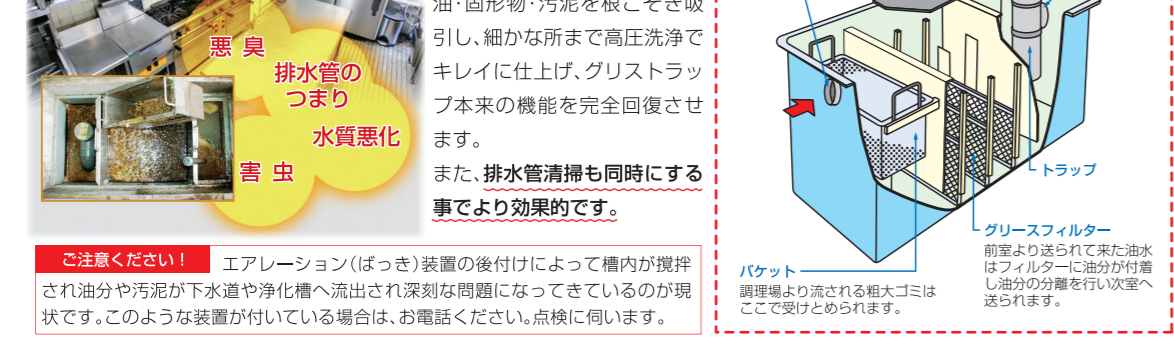 悪 臭
排水管の
つまり
水質悪化
害 虫
油・固形物・汚泥を根こそぎ吸
引し、細かな所まで高圧洗浄で
キレイに仕上げ、グリストラッ
プ本来の機能を完全回復させ
ます。
また、排水管清掃も同時にする
事でより効果的です。
ご注意ください！ エアレーション（ばっき）装置の後付けによって槽内が撹拌
され油分や汚泥が下水道や浄化槽へ流出され深刻な問題になってきているのが現
状です。このような装置が付いている場合は、お電話ください。点検に伺います。
トラップ
グリースフィルター
前室より送られて来た油水
はフィルターに油分が付着
し油分の分離を行い次室へ
送られます。
バケット
調理場より流される粗大ゴミは
ここで受けとめられます。